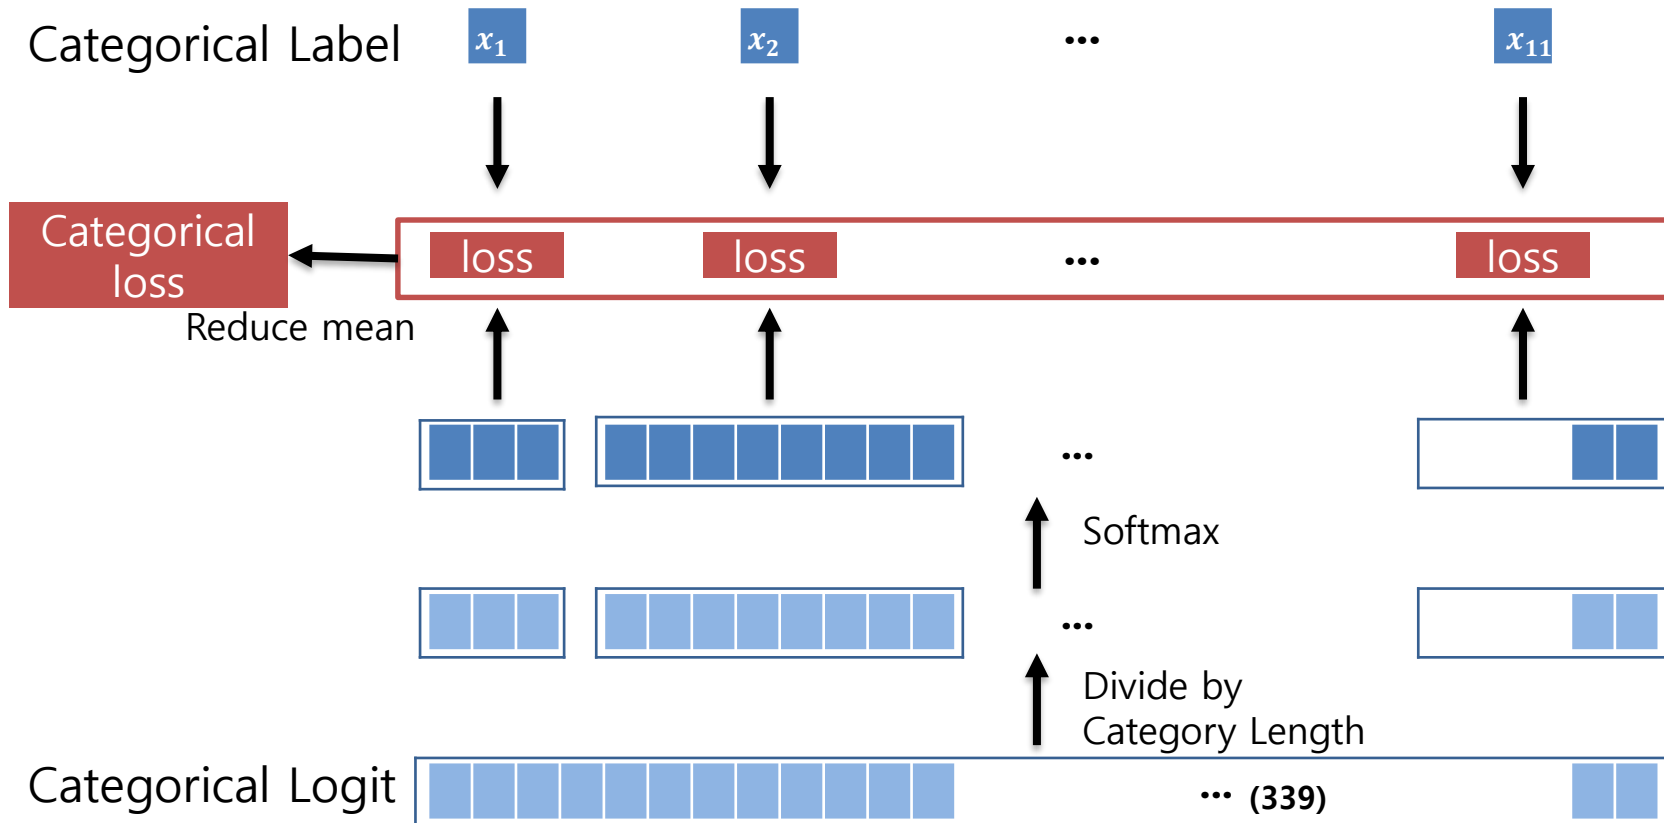 Categorical Label x₁ x₂ ... x₁₁
Categorical
loss
loss loss ... loss
Reduce mean
...
Softmax
...
Divide by
Category Length
Categorical Logit ... (339)